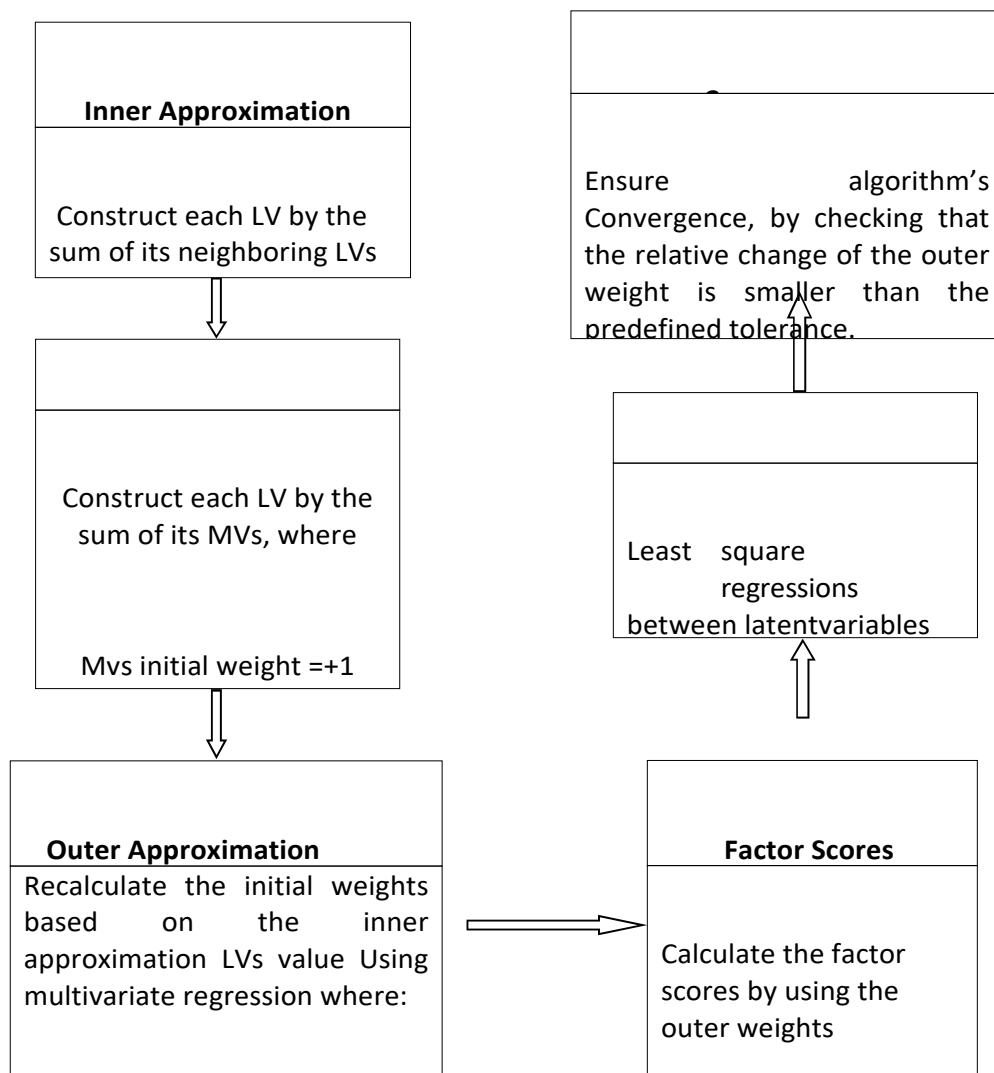 Inner Approximation
Construct each LV by the
sum of its neighboring LVs
Construct each LV by the
sum of its MVs, where
Mvs initial weight =+1
Outer Approximation
Recalculate the initial weights
based on the inner
approximation LVs value Using
multivariate regression where:
Factor Scores
Calculate the factor
scores by using the
outer weights
Least square
regressions
between latentvariables
Ensure algorithm’s
Convergence, by checking that
the relative change of the outer
weight is smaller than the
predefined tolerance.